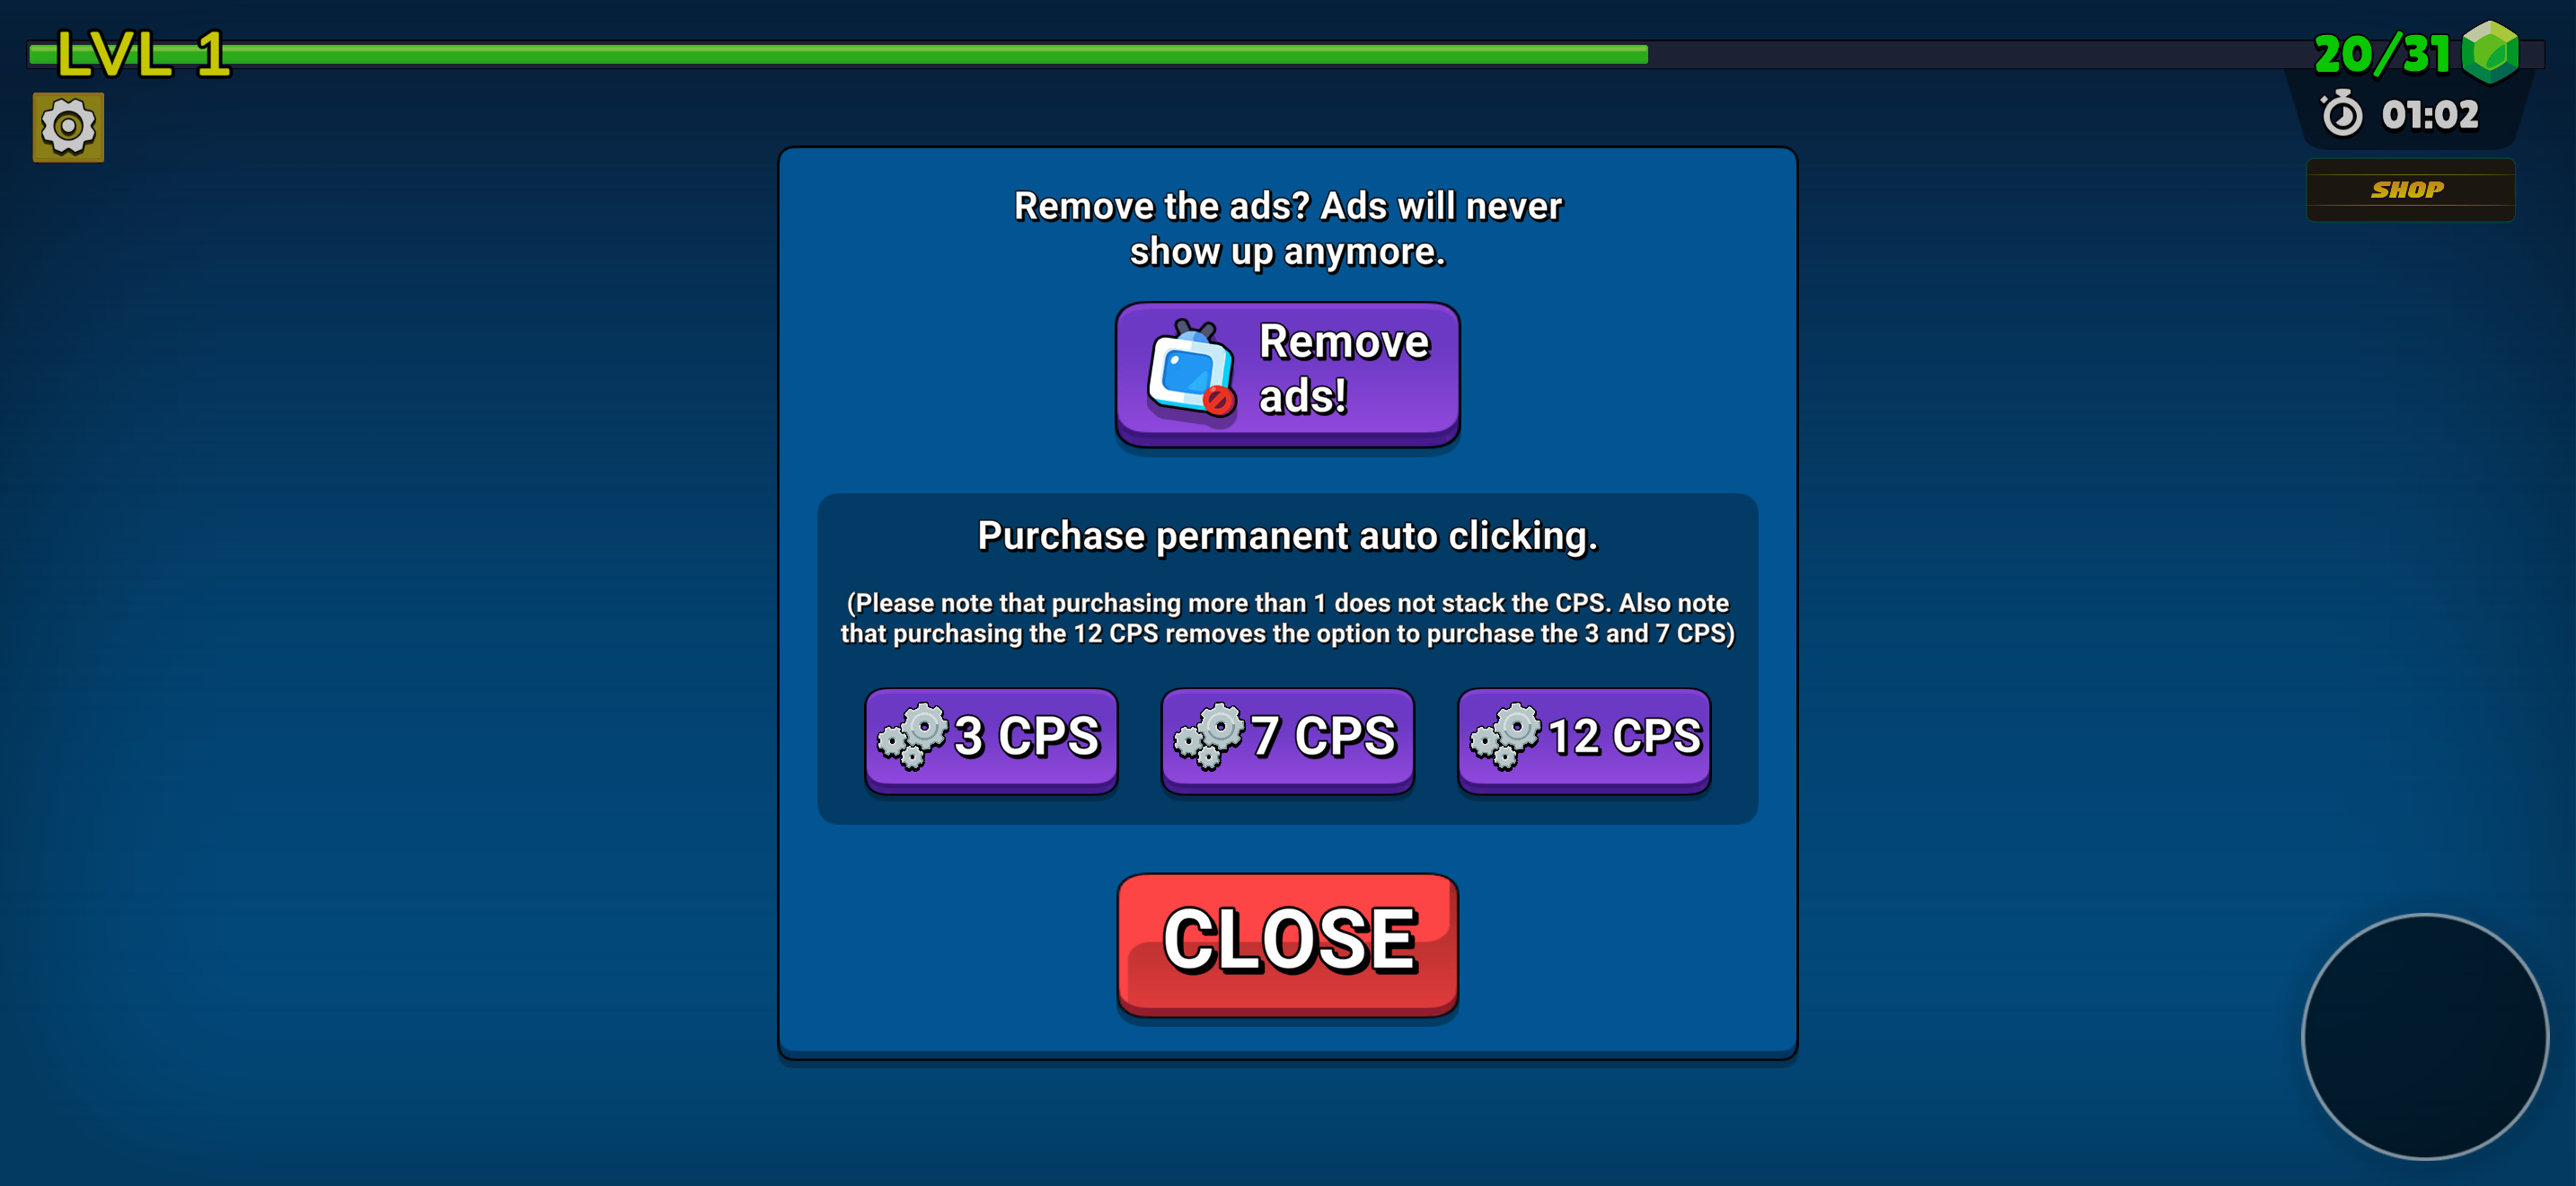 LVL 1
20/31
01:02
SHOP
Remove the ads? Ads will never
show up anymore.
Remove
ads!
Purchase permanent auto clicking.
(Please note that purchasing more than 1 does not stack the CPS. Also note
that purchasing the 12 CPS removes the option to purchase the 3 and 7 CPS)
3 CPS
7 CPS
12 CPS
CLOSE